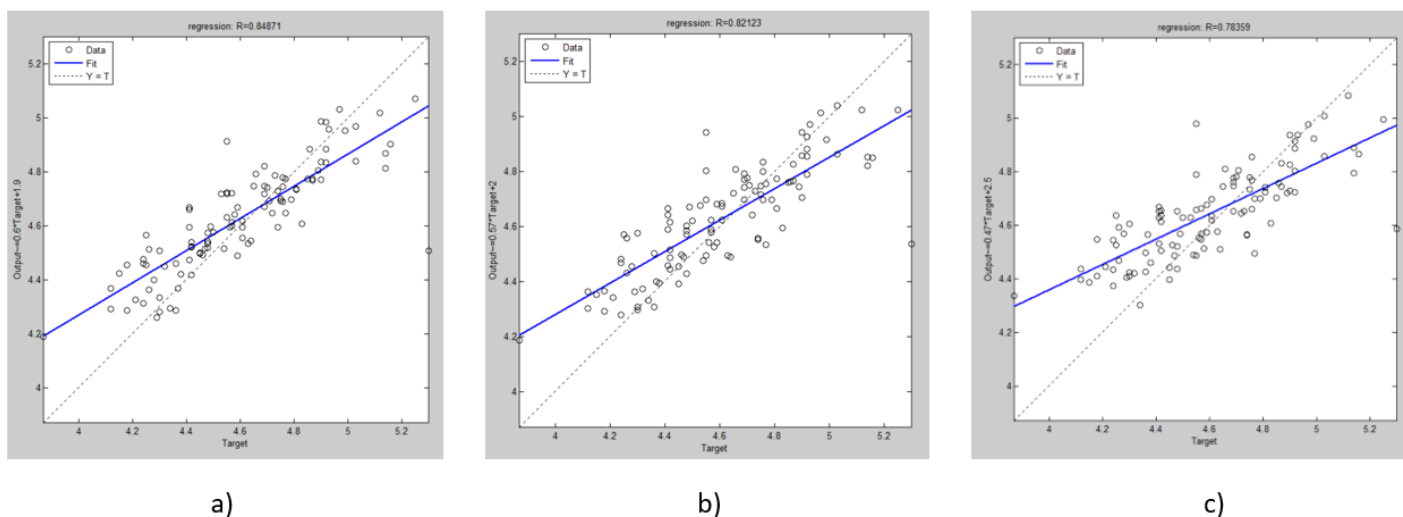 regression: R=0.84871
Data
Fit
Y = T
Output~=0.6*Target+1.9
5.2
5
4.8
4.6
4.4
4.2
4
4 4.2 4.4 4.6 4.8 5 5.2
Target
a)
regression: R=0.82123
Data
Fit
Y = T
Output~=0.57*Target+2
5.2
5
4.8
4.6
4.4
4.2
4
4 4.2 4.4 4.6 4.8 5 5.2
Target
b)
regression: R=0.78359
Data
Fit
Y = T
Output~=0.47*Target+2.5
5.2
5
4.8
4.6
4.4
4.2
4
4 4.2 4.4 4.6 4.8 5 5.2
Target
c)